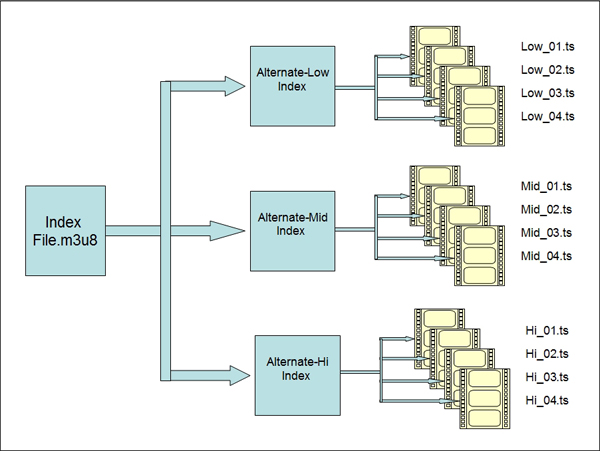 Index
File.m3u8
Alternate-Low
Index
Low_01.ts
Low_02.ts
Low_03.ts
Low_04.ts
Alternate-Mid
Index
Mid_01.ts
Mid_02.ts
Mid_03.ts
Mid_04.ts
Alternate-Hi
Index
Hi_01.ts
Hi_02.ts
Hi_03.ts
Hi_04.ts